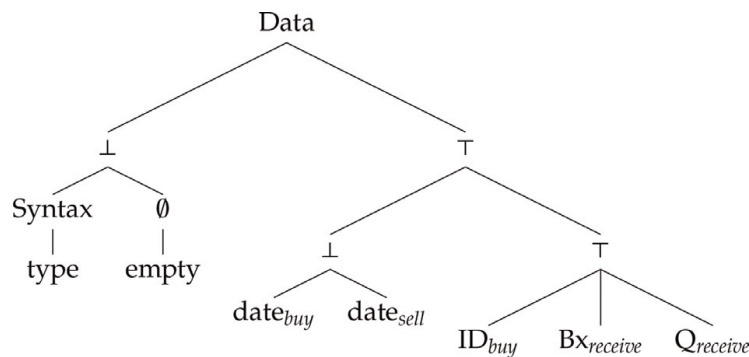 Data
⊥ ⊤
Syntax ∅
⊥ ⊤
type empty
date_buy date_sell
ID_buy Bx_receive Q_receive